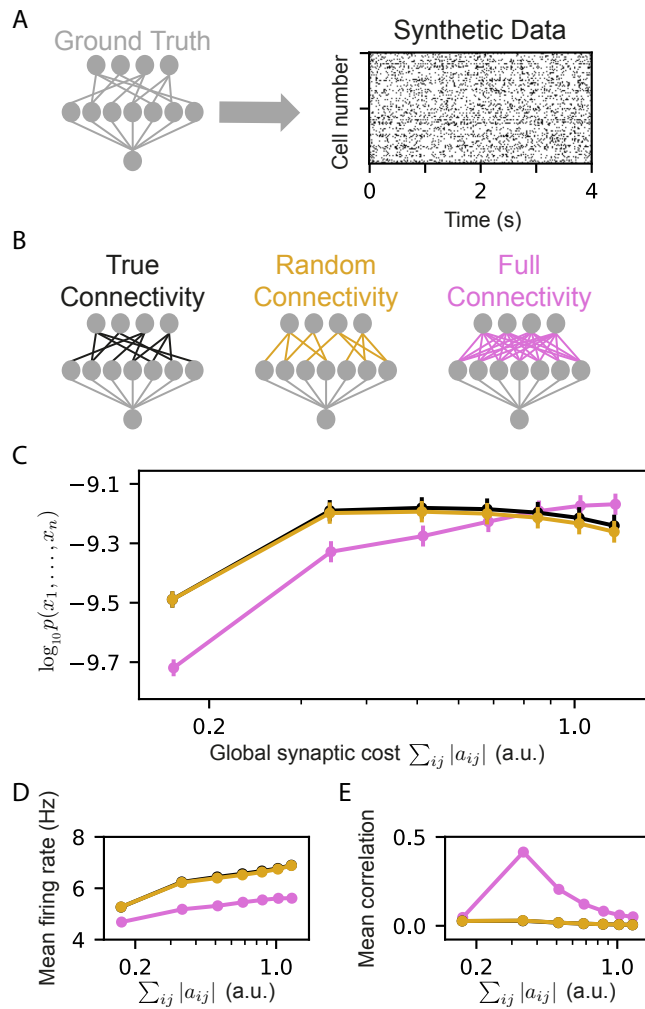 A
Ground Truth
Synthetic Data
Cell number
0
2
4
Time (s)
B
True
Connectivity
Random
Connectivity
Full
Connectivity
C
−9.1
−9.3
−9.5
−9.7
log₁₀ p(x₁, . . . , xₙ)
0.2
1.0
Global synaptic cost ∑ᵢⱼ |aᵢⱼ| (a.u.)
D
Mean firing rate (Hz)
8
6
4
0.2
1.0
∑ᵢⱼ |aᵢⱼ| (a.u.)
E
Mean correlation
0.5
0.0
0.2
1.0
∑ᵢⱼ |aᵢⱼ| (a.u.)